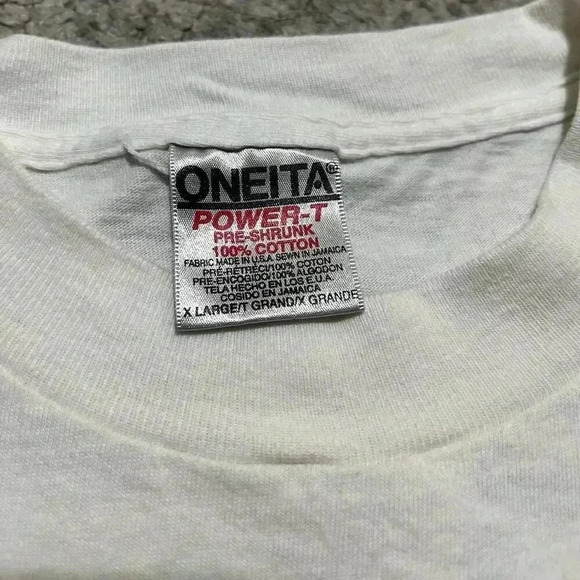 ONEITA®
POWER-T
PRE-SHRUNK
100% COTTON
FABRIC MADE IN U.S.A. SEWN IN JAMAICA
PRE-RÉTRÉCI/100% COTON
PRE-ENCOGIDO/100% ALGODON
TELA HECHO EN LOS E.U.A.
COSIDO EN JAMAICA
X LARGE/T GRAND/X GRANDE